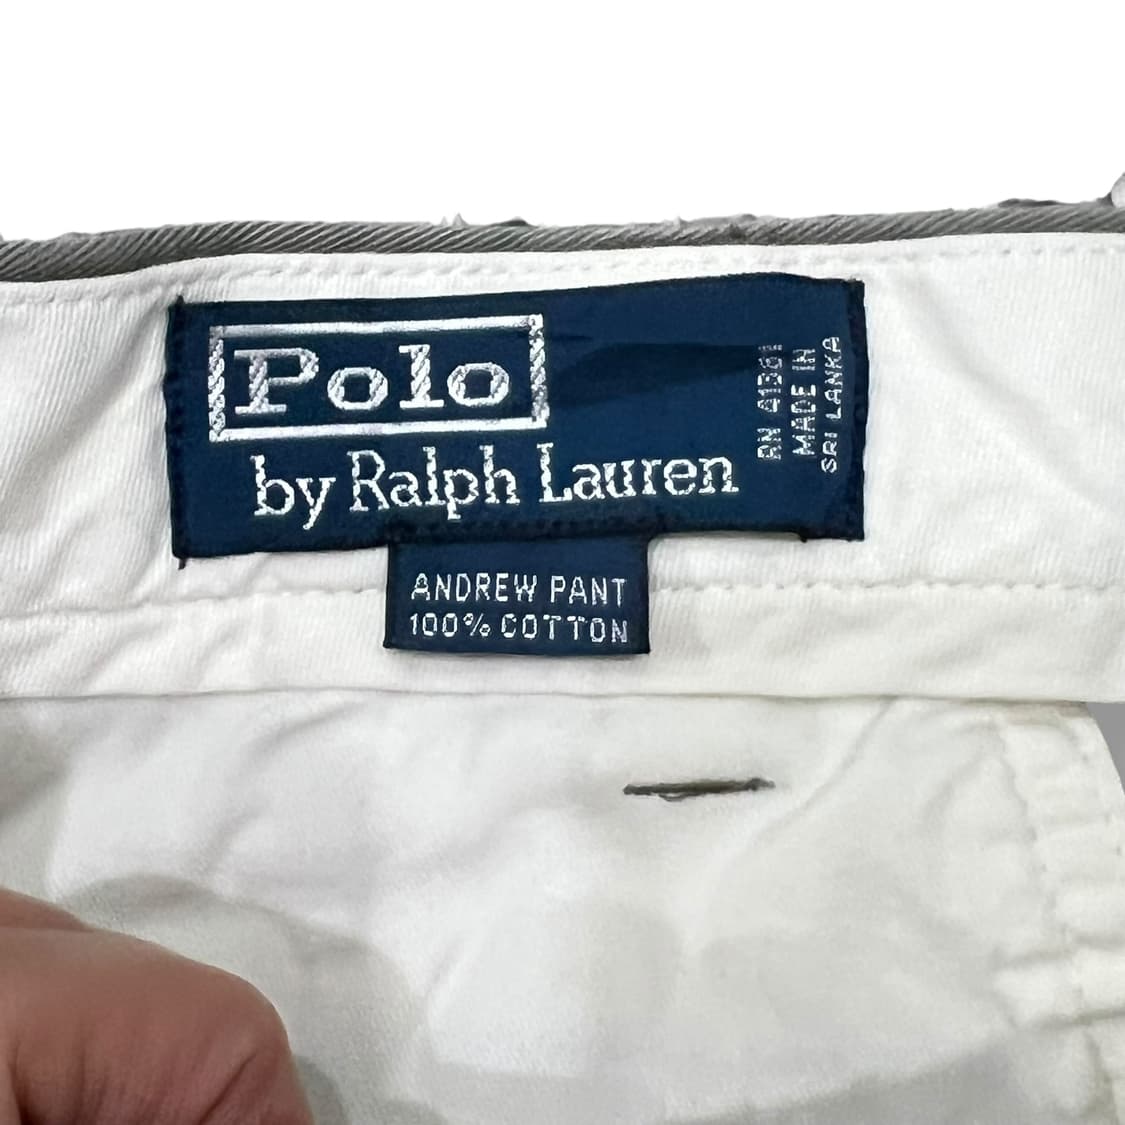 Polo
by Ralph Lauren
RN 41381
MADE IN
SRI LANKA
ANDREW PANT
100% COTTON